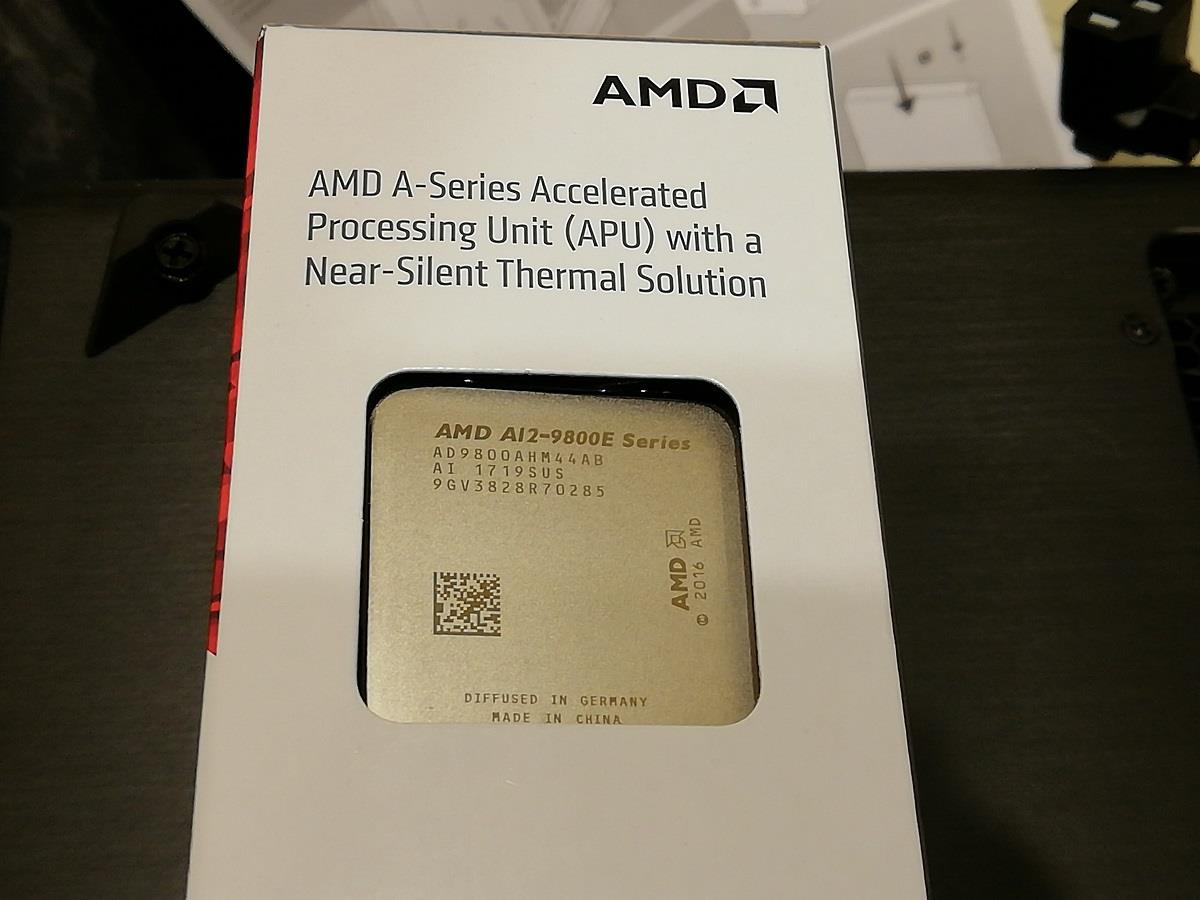 AMD
AMD A-Series Accelerated
Processing Unit (APU) with a
Near-Silent Thermal Solution
AMD A12-9800E Series
AD9800AHM44AB
AI 1719SUS
9GV3828R70285
AMD
© 2016 AMD
DIFFUSED IN GERMANY
MADE IN CHINA